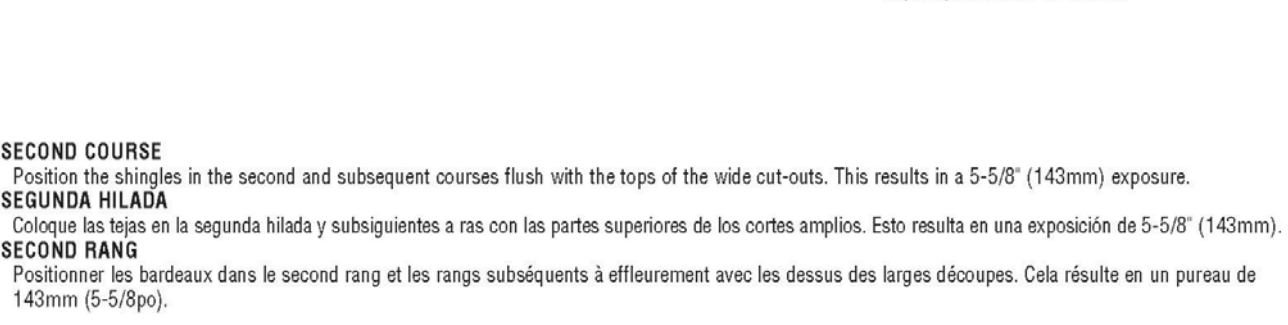 SECOND COURSE
Position the shingles in the second and subsequent courses flush with the tops of the wide cut-outs. This results in a 5-5/8" (143mm) exposure.
SEGUNDA HILADA
Coloque las tejas en la segunda hilada y subsiguientes a ras con las partes superiores de los cortes amplios. Esto resulta en una exposición de 5-5/8" (143mm).
SECOND RANG
Positionner les bardeaux dans le second rang et les rangs subséquents à effleurement avec les dessus des larges découpes. Cela résulte en un pureau de
143mm (5-5/8po).